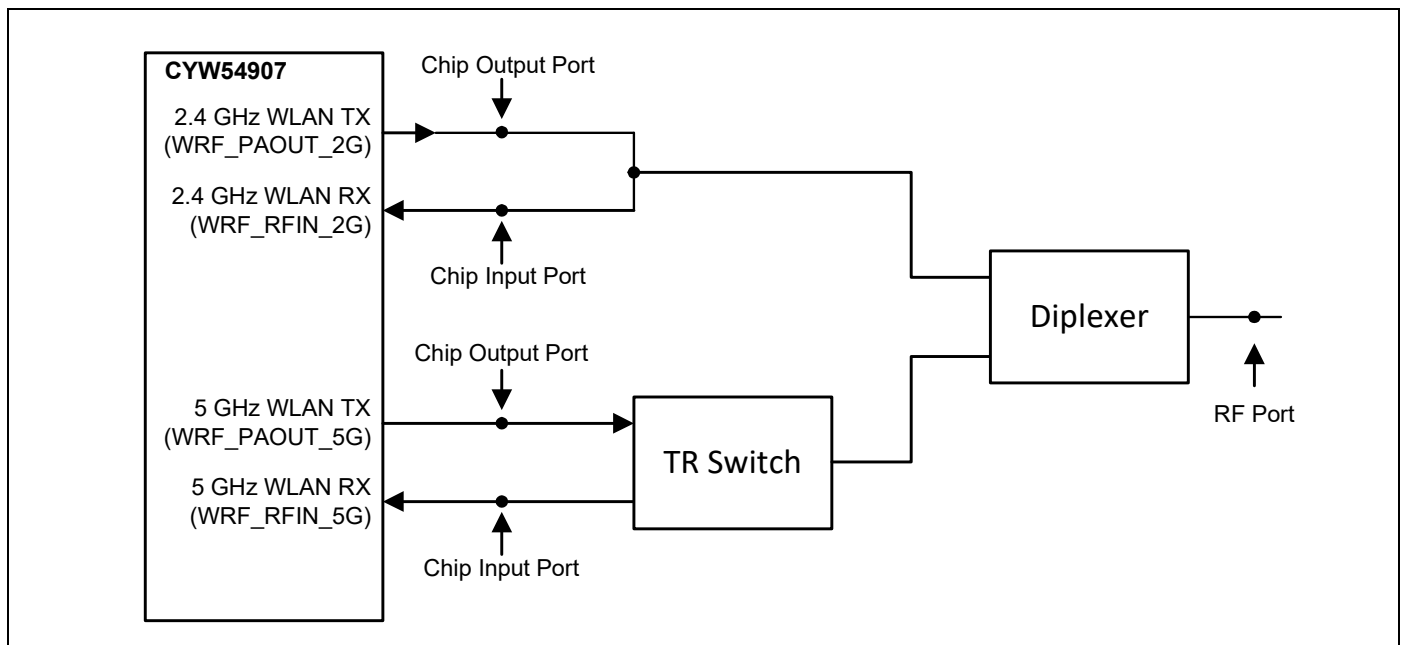 CYW54907
Chip Output Port
2.4 GHz WLAN TX
(WRF_PAOUT_2G)
2.4 GHz WLAN RX
(WRF_RFIN_2G)
Chip Input Port
Diplexer
RF Port
Chip Output Port
5 GHz WLAN TX
(WRF_PAOUT_5G)
TR Switch
5 GHz WLAN RX
(WRF_RFIN_5G)
Chip Input Port